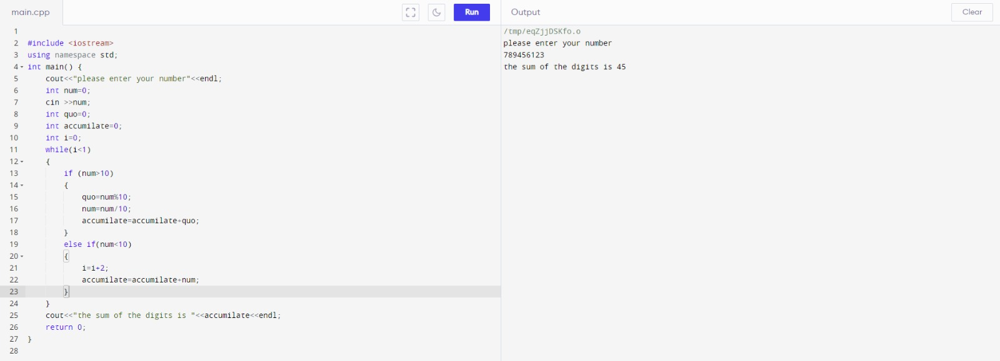 main.cpp
Run
Output
Clear
1
2 #include <iostream>
3 using namespace std;
4 int main() {
5     cout<<"please enter your number"<<endl;
6     int num=0;
7     cin >>num;
8     int quo=0;
9     int accumilate=0;
10     int i=0;
11     while(i<1)
12     {
13         if (num>10)
14         {
15             quo=num%10;
16             num=num/10;
17             accumilate=accumilate+quo;
18         }
19         else if(num<10)
20         {
21             i=i+2;
22             accumilate=accumilate+num;
23         }
24     }
25     cout<<"the sum of the digits is "<<accumilate<<endl;
26     return 0;
27 }
28
/tmp/eqZjjDSKfo.o
please enter your number
789456123
the sum of the digits is 45